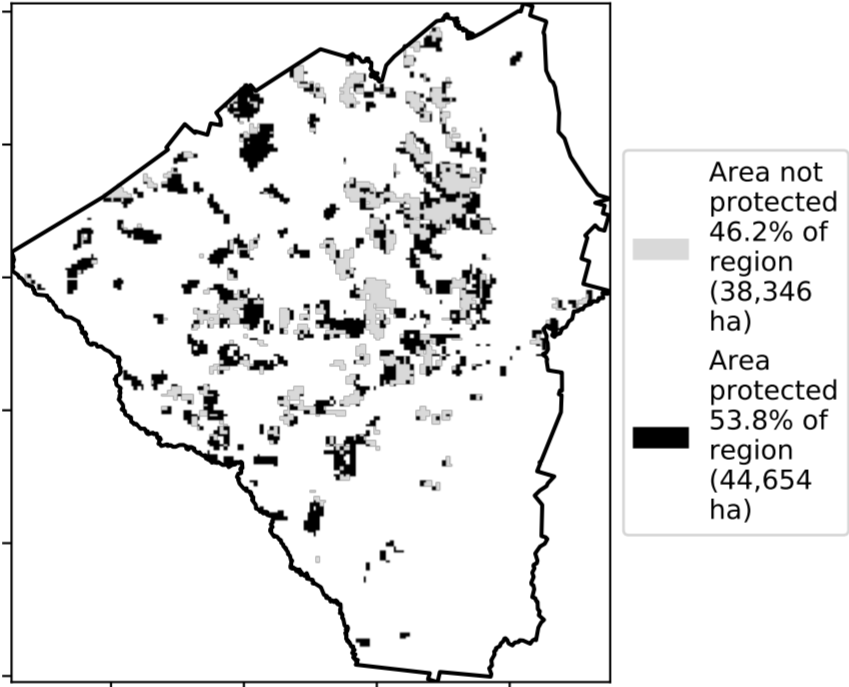 Area not
protected
46.2% of
region
(38,346
ha)
Area
protected
53.8% of
region
(44,654
ha)